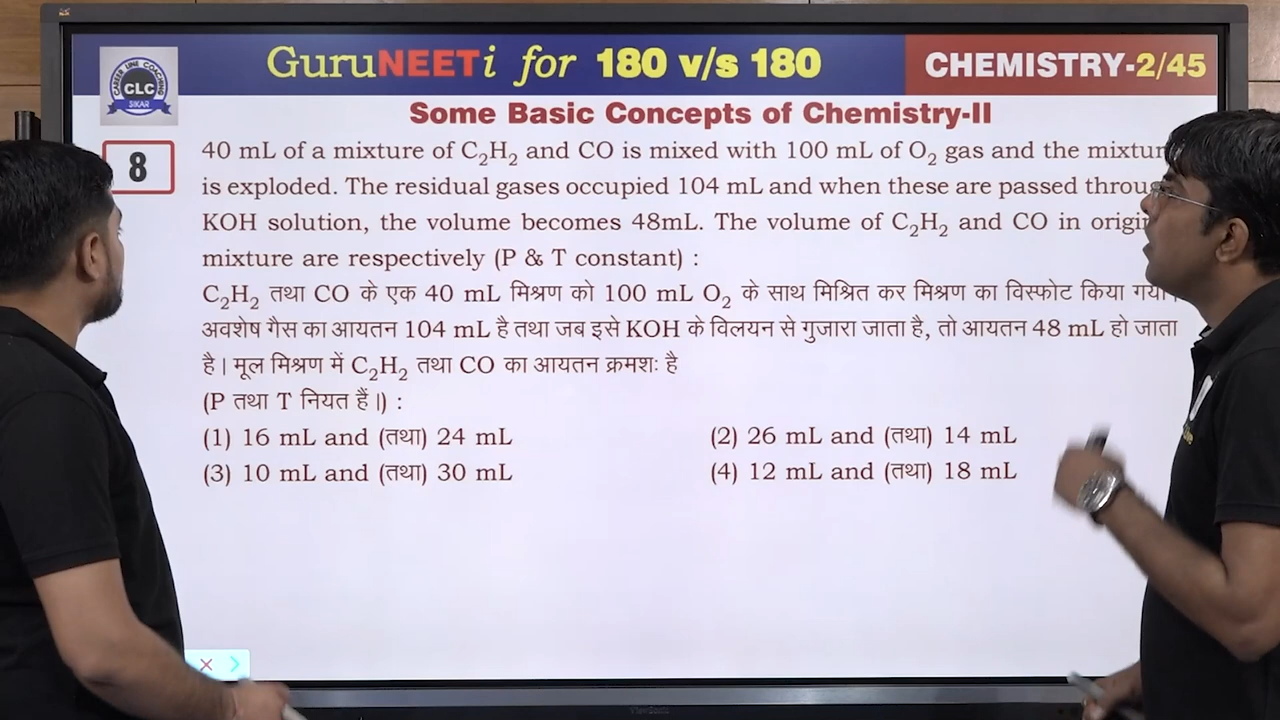 GuruNEETi for 180 v/s 180
CHEMISTRY-2/45
CAREER LINE COACHING
CLC
SIKAR
Some Basic Concepts of Chemistry-II
8
40 mL of a mixture of C₂H₂ and CO is mixed with 100 mL of O₂ gas and the
is exploded. The residual gases occupied 104 mL and when these are passed
KOH solution, the volume becomes 48mL. The volume of C₂H₂ and CO in
mixture are respectively (P & T constant) :
C₂H₂ तथा CO के एक 40 mL मिश्रण को 100 mL O₂ के साथ मिश्रित कर मिश्रण का विस्फोट किया गया।
अवशेष गैस का आयतन 104 mL है तथा जब इसे KOH के विलयन से गुजारा जाता है, तो आयतन 48 mL हो जाता
है। मूल मिश्रण में C₂H₂ तथा CO का आयतन क्रमशः है
(P तथा T नियत हैं।) :
(1) 16 mL and (तथा) 24 mL
(2) 26 mL and (तथा) 14 mL
(3) 10 mL and (तथा) 30 mL
(4) 12 mL and (तथा) 18 mL